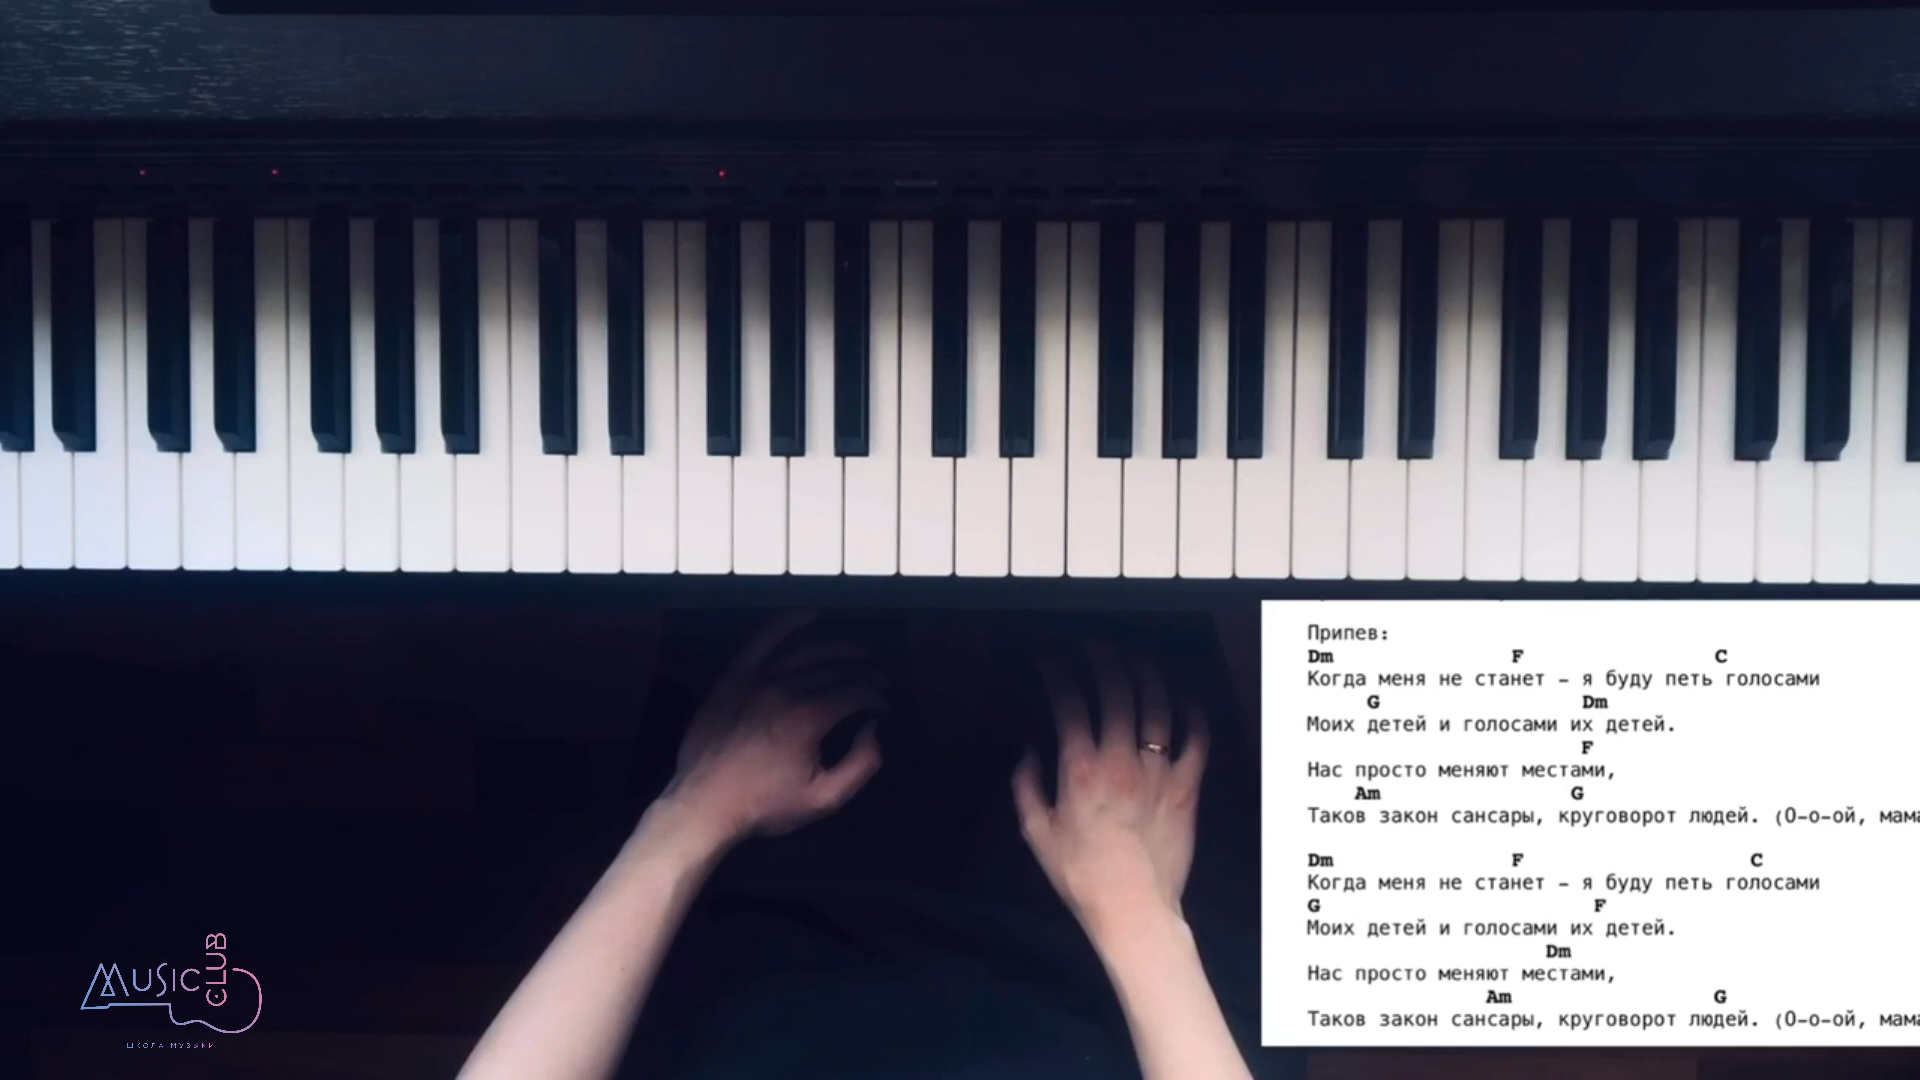 Припев:
Dm F C
Когда меня не станет – я буду петь голосами
G Dm
Моих детей и голосами их детей.
F
Нас просто меняют местами,
Am G
Таков закон сансары, круговорот людей. (О-о-ой, мама
Dm F C
Когда меня не станет – я буду петь голосами
G F
Моих детей и голосами их детей.
Dm
Нас просто меняют местами,
Am G
Таков закон сансары, круговорот людей. (О-о-ой, мама
MUSIC CLUB
ШКОЛА МУЗЫКИ